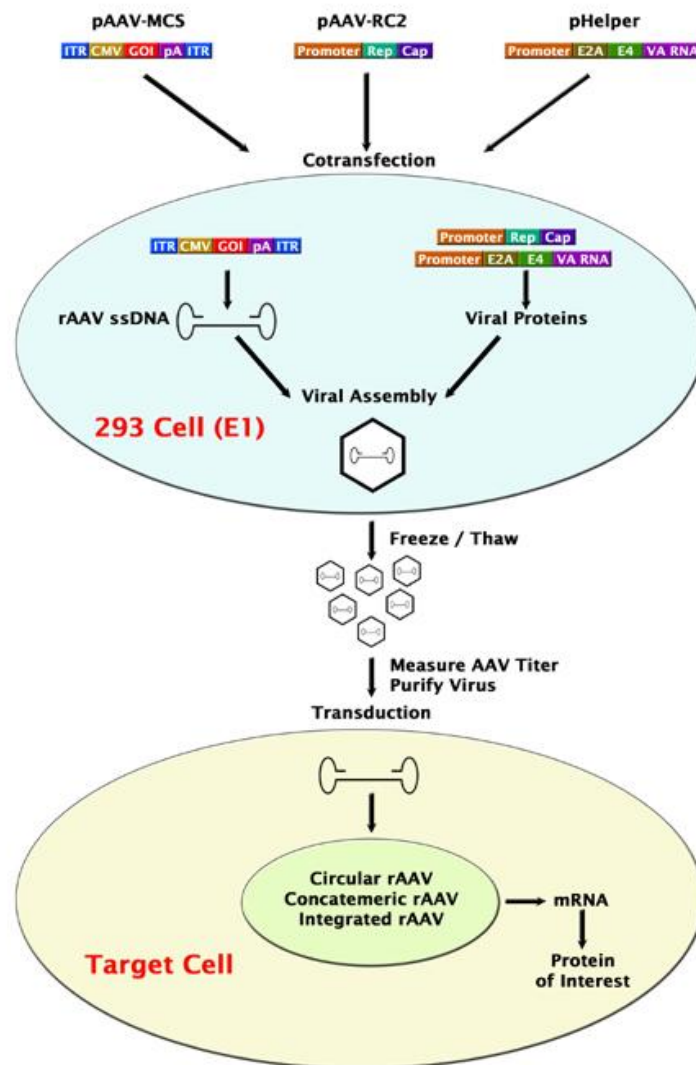 pAAV-MCS
pAAV-RC2
pHelper
ITR CMV GOI pA ITR
Promoter Rep Cap
Promoter E2A E4 VA RNA
Cotransfection
ITR CMV GOI pA ITR
Promoter Rep Cap
Promoter E2A E4 VA RNA
rAAV ssDNA
Viral Proteins
Viral Assembly
293 Cell (E1)
Freeze / Thaw
Measure AAV Titer
Purify Virus
Transduction
Circular rAAV
Concatemeric rAAV
Integrated rAAV
mRNA
Protein
of Interest
Target Cell